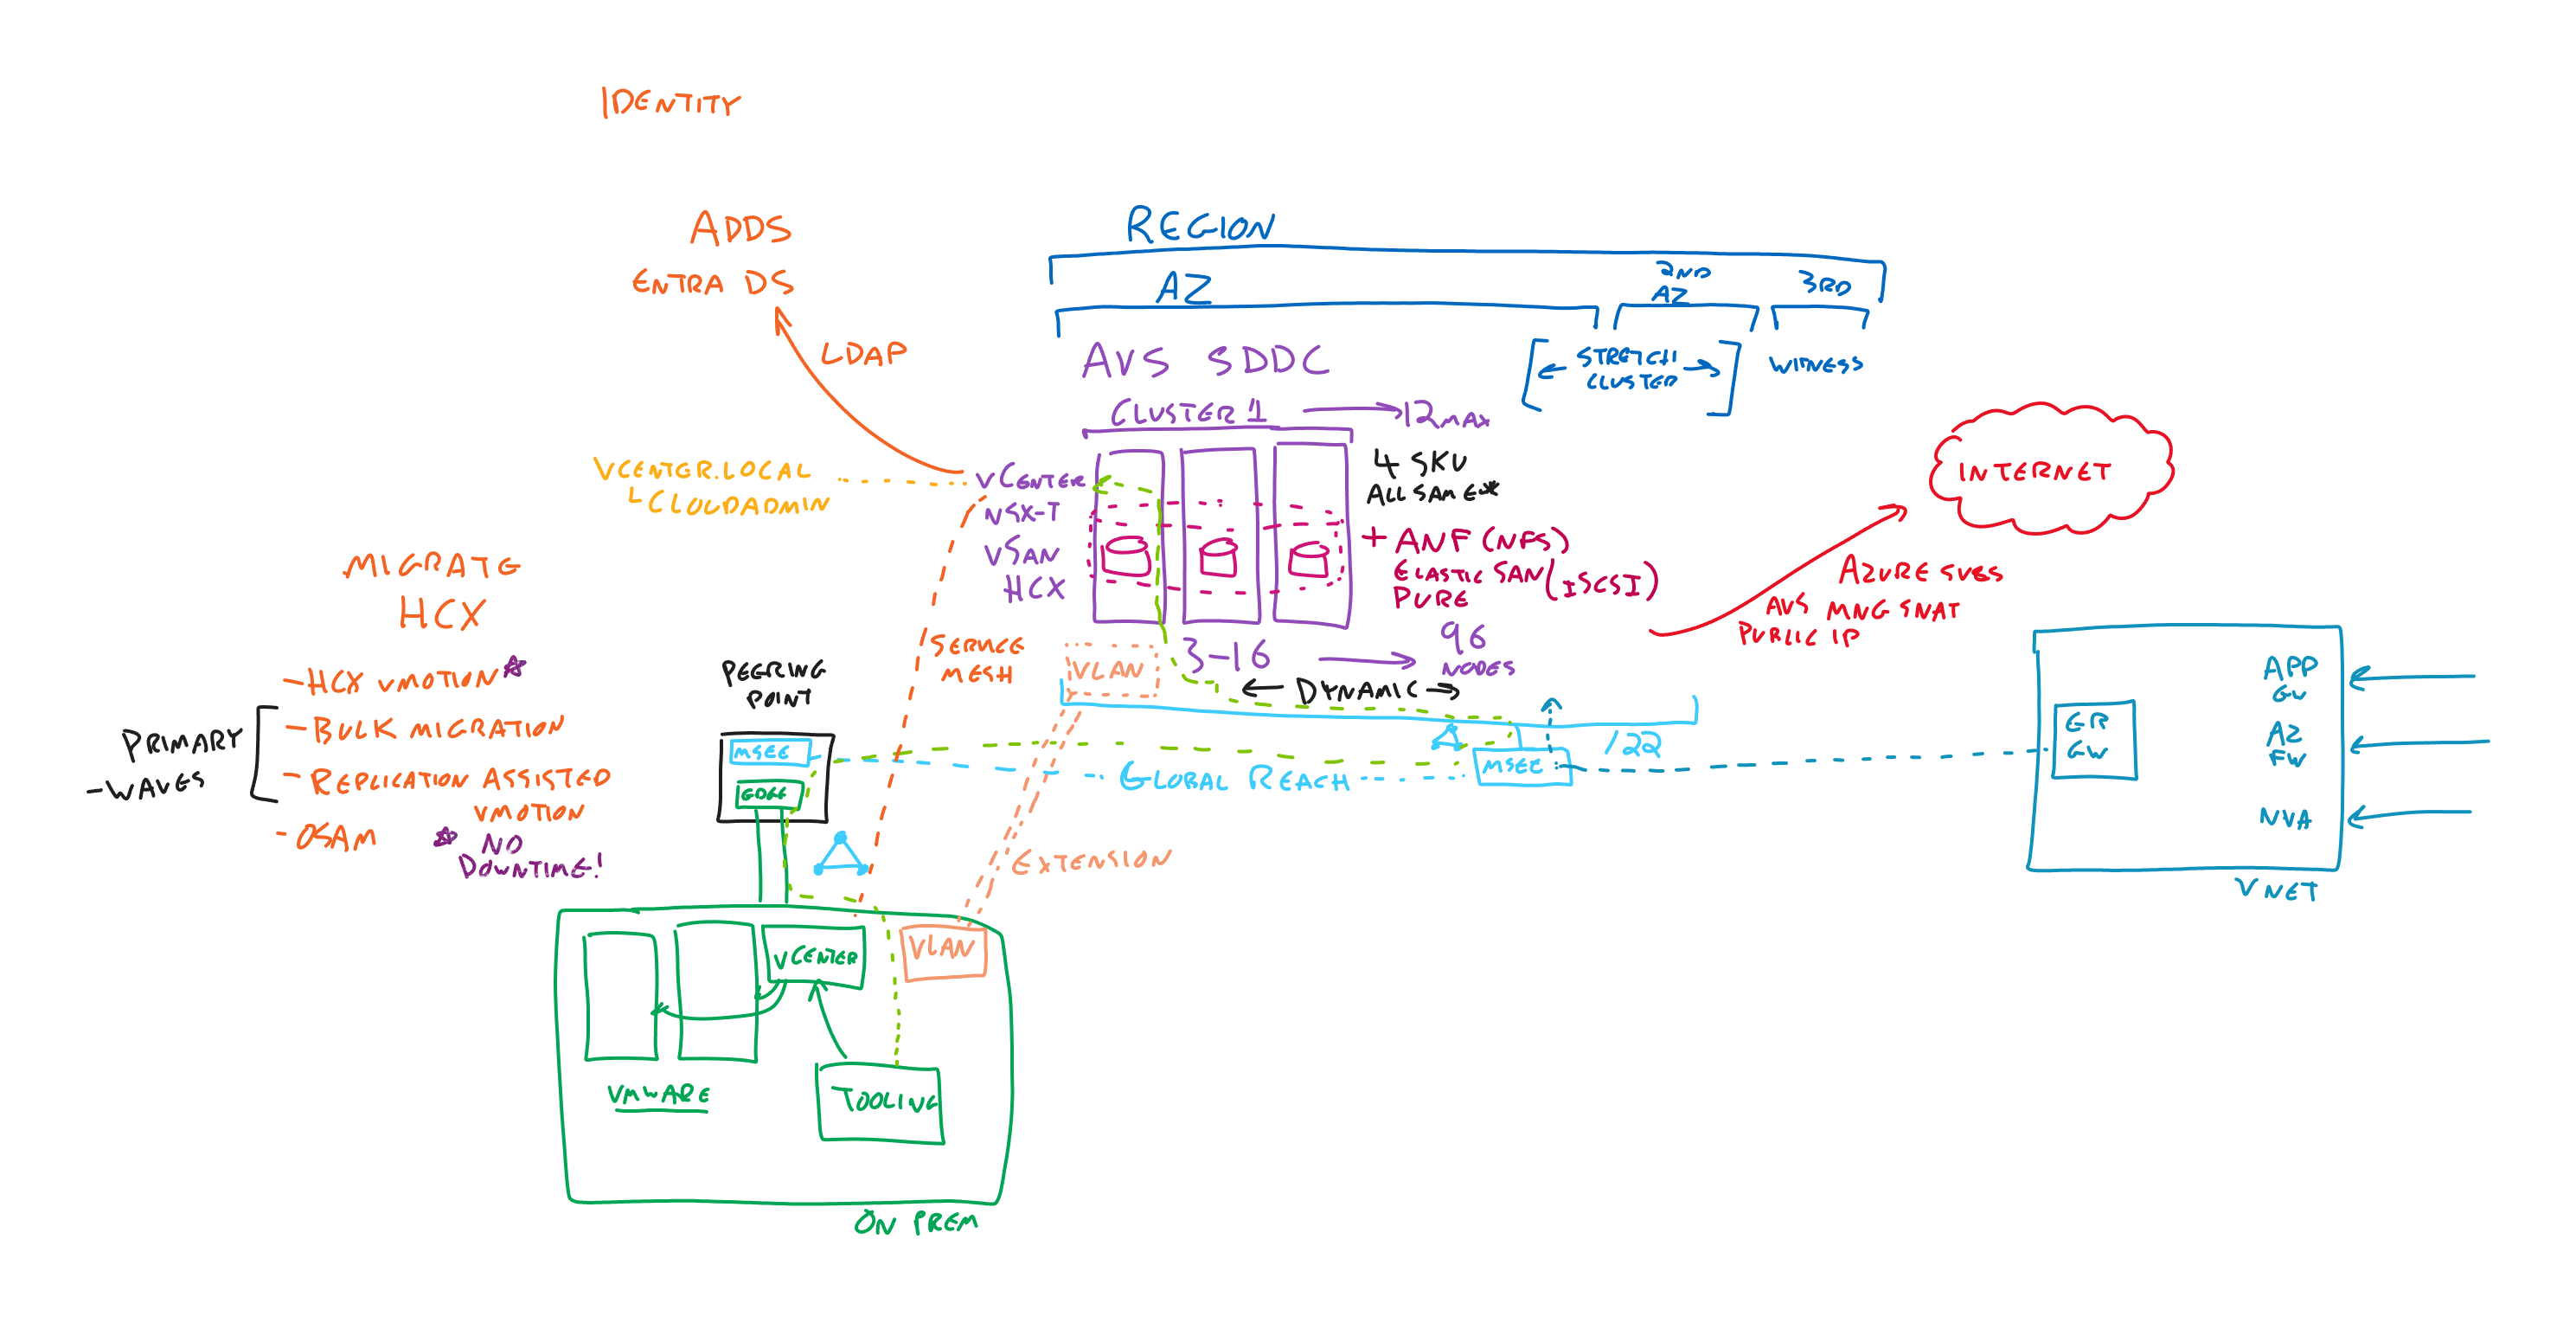 IDENTITY
ADDS
ENTRA DS
LDAP
REGION
AZ
2ND
AZ
3RD
AVS SDDC
STRETCH
CLUSTER
WITNESS
CLUSTER 1
12 MAX
VCENTER.LOCAL
CLOUDADMIN
VCENTER
NSX-T
VSAN
HCX
4 SKU
ALL SAME*
+ ANF (NFS)
ELASTIC SAN (ISCSI)
PURE
INTERNET
AZURE SVCS
AVS MNG SNAT
PUBLIC IP
MIGRATE
HCX
- HCX VMOTION
- BULK MIGRATION
- REPLICATION ASSISTED
VMOTION
- OSAM
NO
DOWNTIME!
PRIMARY
- WAVES
PEERING
POINT
MSEE
EDGE
SERVICE
MESH
VLAN
3-16
96
NODES
DYNAMIC
/22
GLOBAL REACH
MSEE
EXTENSION
ER
GW
APP
GW
AZ
FW
NVA
VNET
VCENTER
VLAN
VMWARE
TOOLING
ON PREM